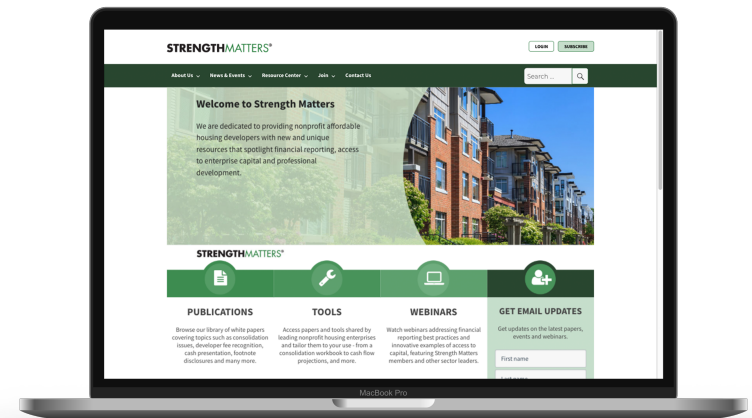 STRENGTHMATTERS®
LOGIN
SUBSCRIBE
About Us
News & Events
Resource Center
Join
Contact Us
Search ...
Welcome to Strength Matters
We are dedicated to providing nonprofit affordable
housing developers with new and unique
resources that spotlight financial reporting, access
to enterprise capital and professional
development.
STRENGTHMATTERS®
PUBLICATIONS
Browse our library of white papers
covering topics such as consolidation
issues, developer fee recognition,
cash presentation, footnote
disclosures and many more.
TOOLS
Access papers and tools shared by
leading nonprofit housing enterprises
and tailor them to your use - from a
consolidation workbook to cash flow
projections, and more.
WEBINARS
Watch webinars addressing financial
reporting best practices and
innovative examples of access to
capital, featuring Strength Matters
members and other sector leaders.
GET EMAIL UPDATES
Get updates on the latest papers,
events and webinars.
First name
Last name
MacBook Pro